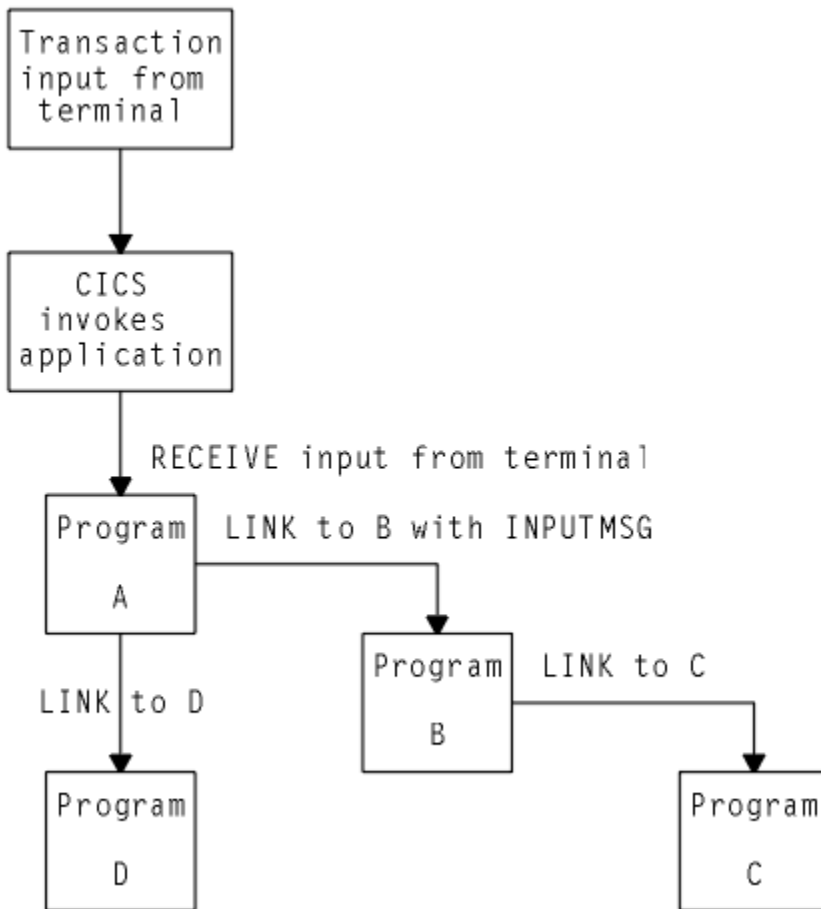 Transaction
input from
terminal
CICS
invokes
application
RECEIVE input from terminal
Program
A
LINK to B with INPUTMSG
Program
B
LINK to C
LINK to D
Program
D
Program
C